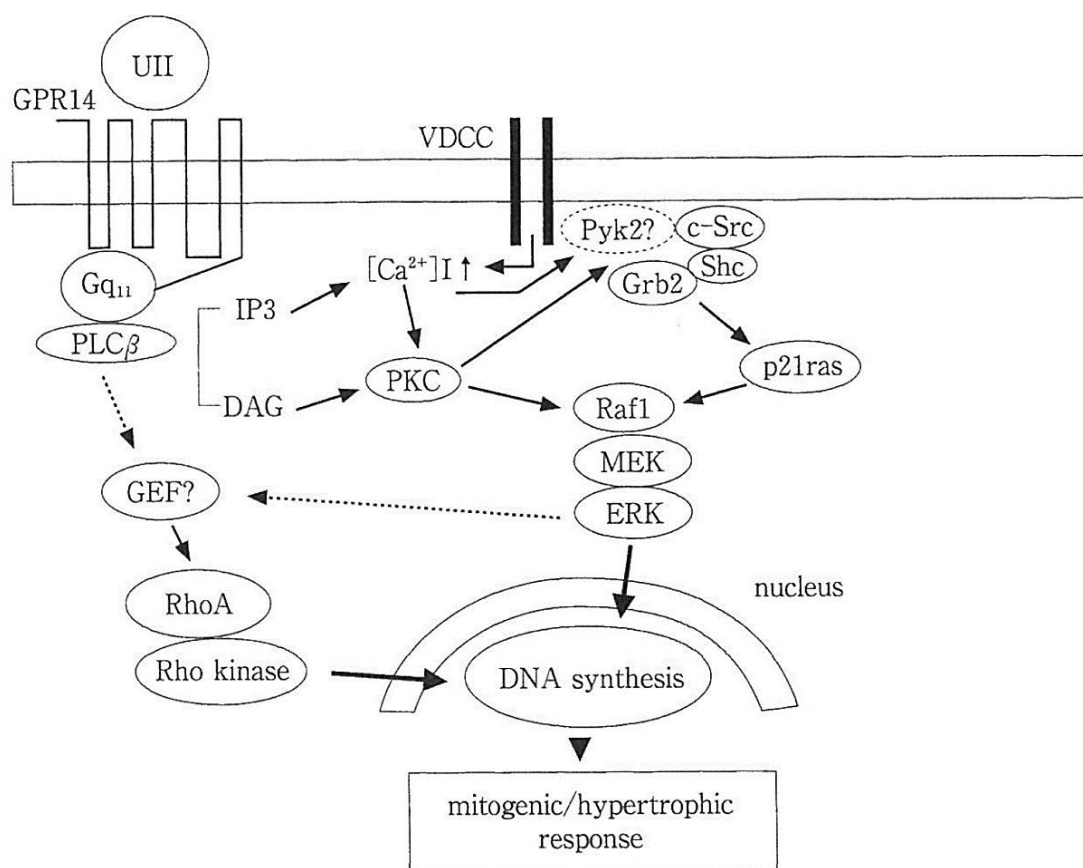 UII
GPR14
VDCC
Pyk2?
c-Src
Shc
Grb2
[Ca²⁺]I↑
Gq₁₁
IP3
PLCβ
PKC
p21ras
DAG
Raf1
MEK
GEF?
ERK
nucleus
RhoA
Rho kinase
DNA synthesis
mitogenic/hypertrophic
response